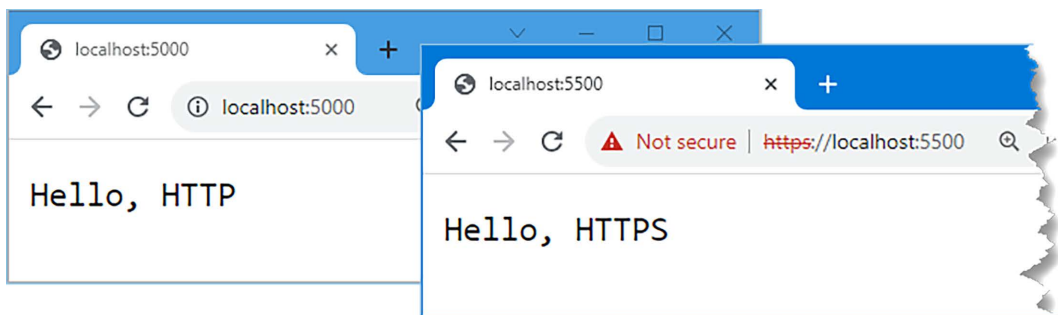 localhost:5000
localhost:5000
Hello, HTTP
localhost:5500
Not secure | https://localhost:5500
Hello, HTTPS